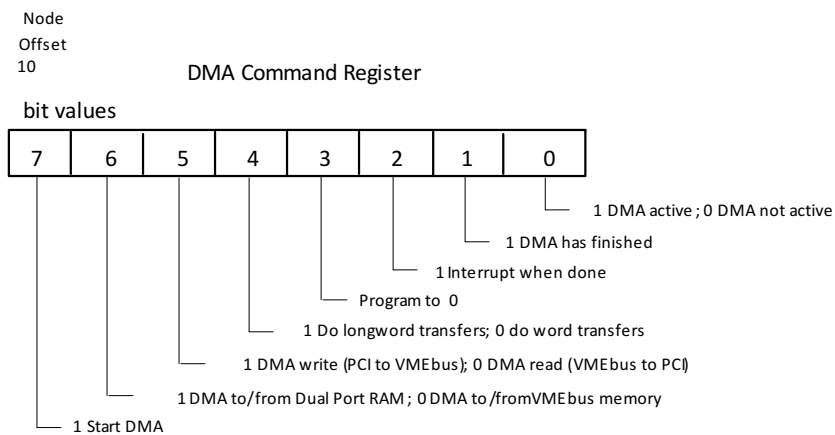 Node
Offset
10
DMA Command Register
bit values
7 6 5 4 3 2 1 0
1 DMA active ; 0 DMA not active
1 DMA has finished
1 Interrupt when done
Program to 0
1 Do longword transfers; 0 do word transfers
1 DMA write (PCI to VMEbus); 0 DMA read (VMEbus to PCI)
1 DMA to/from Dual Port RAM ; 0 DMA to/from VMEbus memory
1 Start DMA